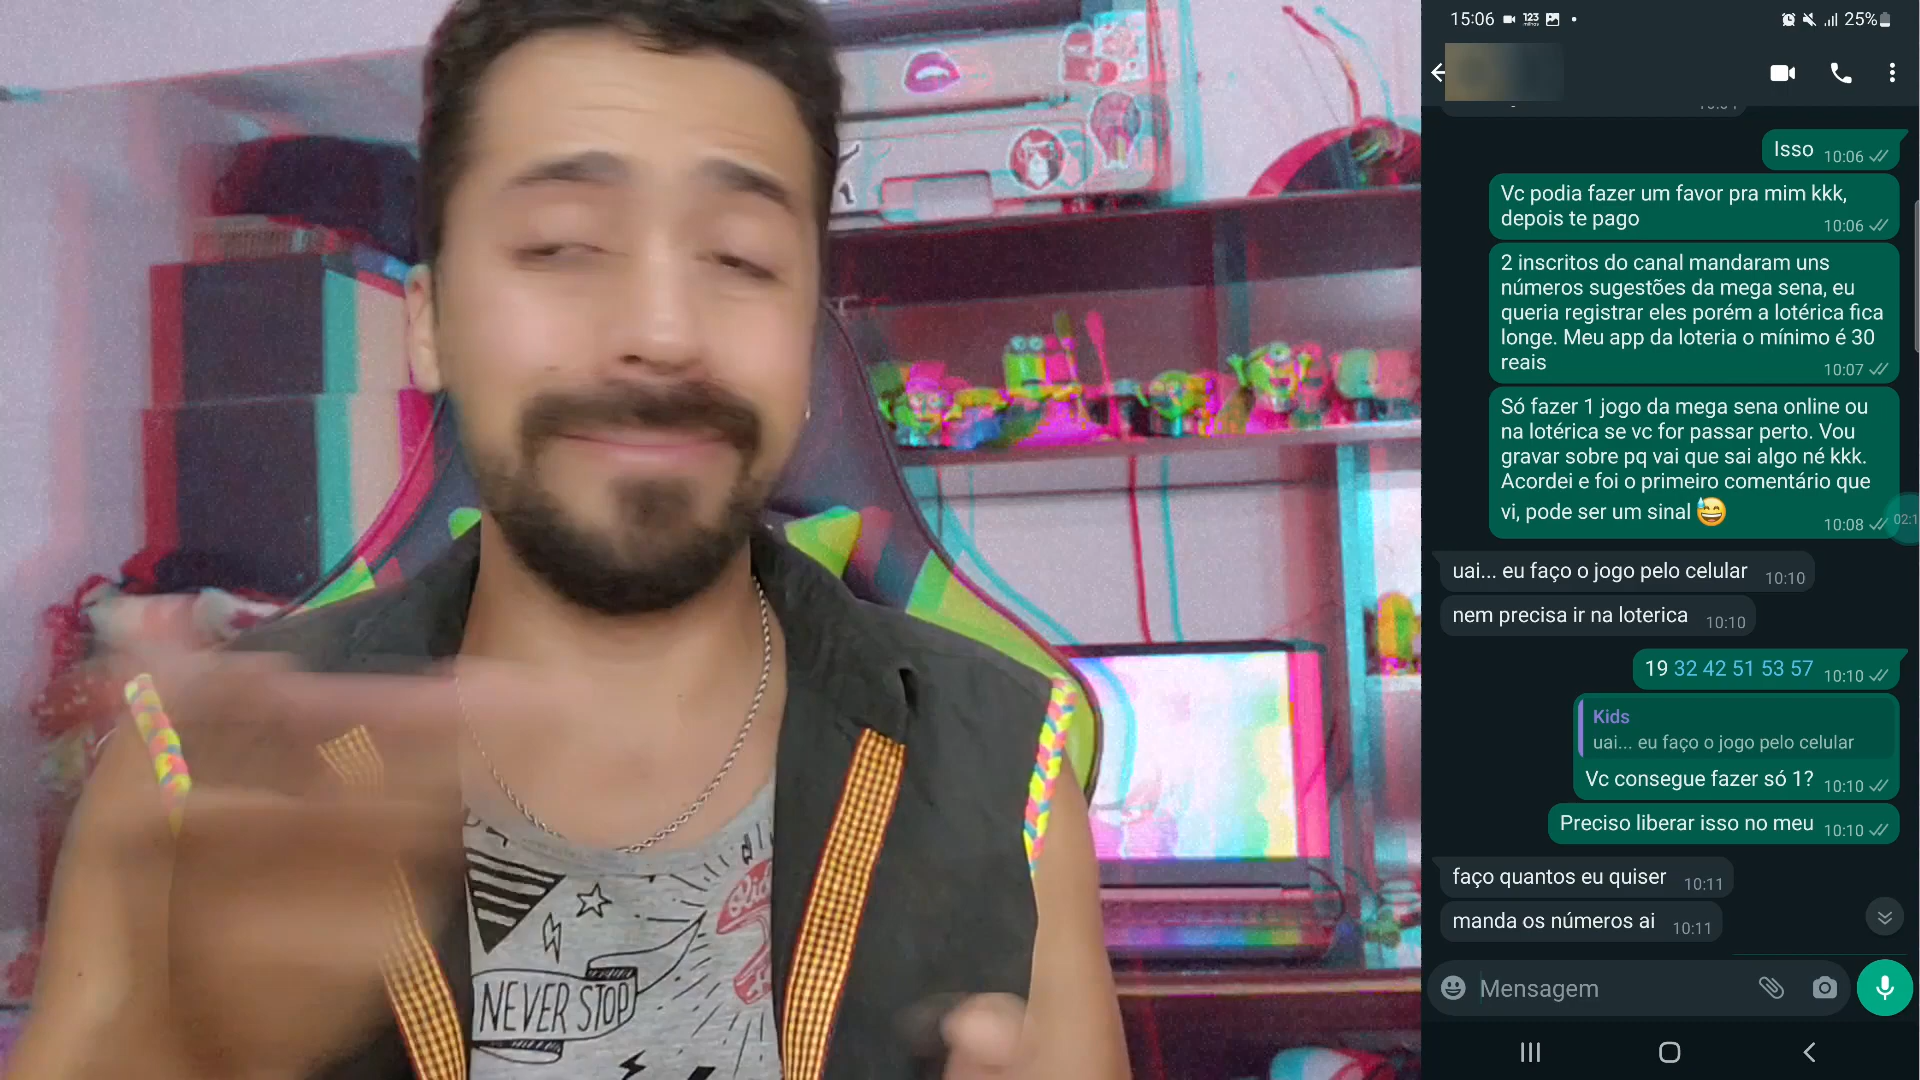 NEVER STOP
15:06
123
milhas
25%
Isso 10:06
Vc podia fazer um favor pra mim kkk,
depois te pago 10:06
2 inscritos do canal mandaram uns
números sugestões da mega sena, eu
queria registrar eles porém a lotérica fica
longe. Meu app da loteria o mínimo é 30
reais 10:07
Só fazer 1 jogo da mega sena online ou
na lotérica se vc for passar perto. Vou
gravar sobre pq vai que sai algo né kkk.
Acordei e foi o primeiro comentário que
vi, pode ser um sinal 😅 10:08
02:1
uai... eu faço o jogo pelo celular 10:10
nem precisa ir na loterica 10:10
19 32 42 51 53 57 10:10
Kids
uai... eu faço o jogo pelo celular
Vc consegue fazer só 1? 10:10
Preciso liberar isso no meu 10:10
faço quantos eu quiser 10:11
manda os números ai 10:11
Mensagem